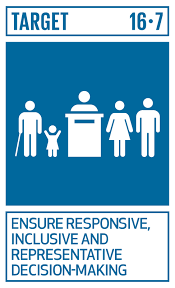 TARGET 16·7
ENSURE RESPONSIVE,
INCLUSIVE AND
REPRESENTATIVE
DECISION-MAKING